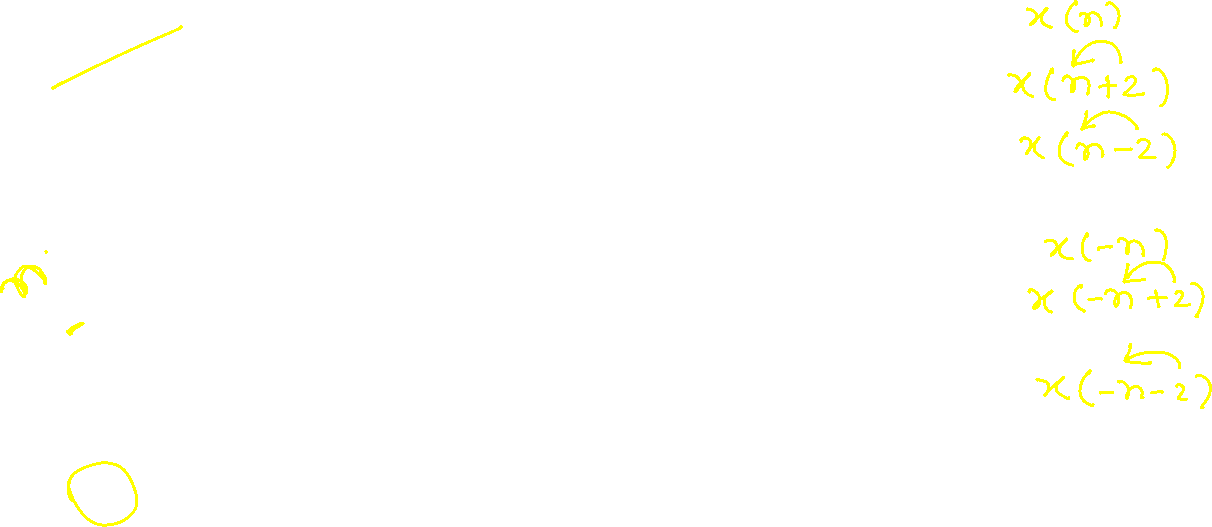 x(n)
x(n+2)
x(n-2)
x(-n)
x(-n+2)
x(-n-2)